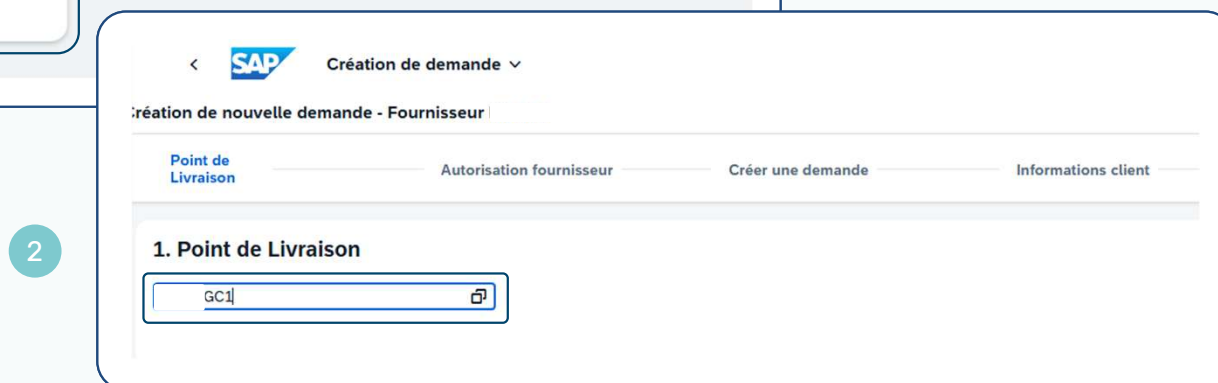 SAP Création de demande
réation de nouvelle demande - Fournisseur
Point de
Livraison
Autorisation fournisseur
Créer une demande
Informations client
2
1. Point de Livraison
GC1